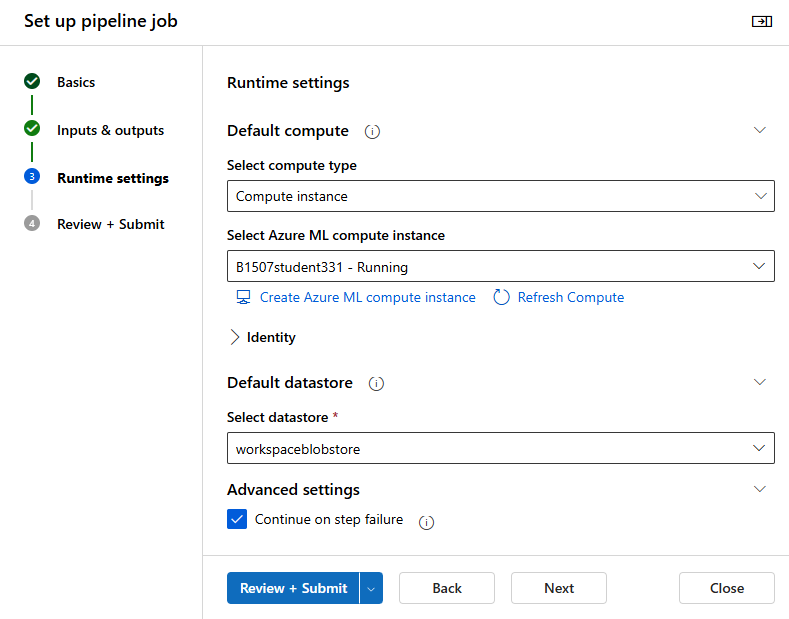 Set up pipeline job
Basics
Inputs & outputs
3 Runtime settings
4 Review + Submit
Runtime settings
Default compute
Select compute type
Compute instance
Select Azure ML compute instance
B1507student331 - Running
Create Azure ML compute instance Refresh Compute
Identity
Default datastore
Select datastore *
workspaceblobstore
Advanced settings
Continue on step failure
Review + Submit Back Next Close